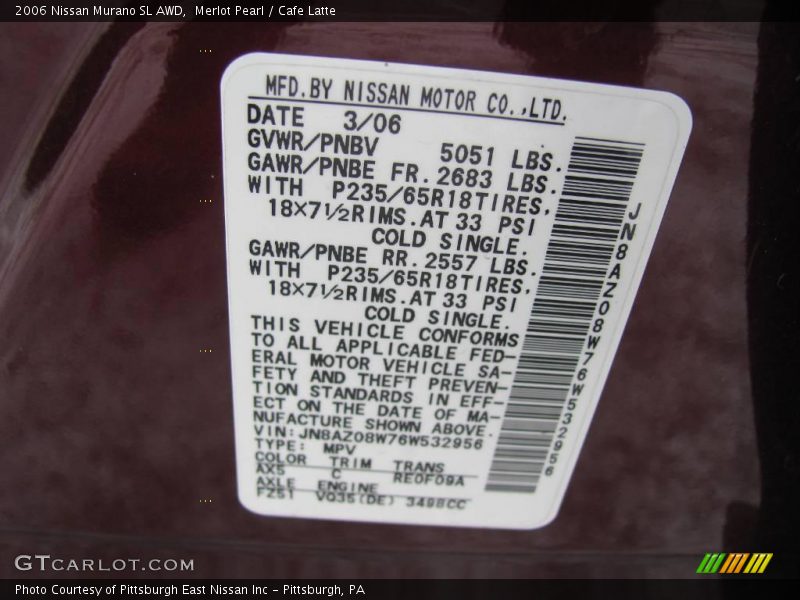 2006 Nissan Murano SL AWD,  Merlot Pearl / Cafe Latte
MFD.BY NISSAN MOTOR CO.,LTD.
DATE 3/06
GVWR/PNBV 5051 LBS.
GAWR/PNBE FR. 2683 LBS.
WITH P235/65R18TIRES,
18×7½RIMS.AT 33 PSI
COLD SINGLE.
GAWR/PNBE RR. 2557 LBS.
WITH P235/65R18TIRES,
18×7½RIMS.AT 33 PSI
COLD SINGLE.
THIS VEHICLE CONFORMS
TO ALL APPLICABLE FED-
ERAL MOTOR VEHICLE SA-
FETY AND THEFT PREVEN-
TION STANDARDS IN EFF-
ECT ON THE DATE OF MA-
NUFACTURE SHOWN ABOVE.
VIN:JN8AZ08W76W532956
TYPE: MPV
COLOR TRIM TRANS
AX5 C RE0F09A
AXLE ENGINE
FZ51 VQ35(DE) 3498CC
JN8AZ08W76W532956
GTCARLOT.COM
Photo Courtesy of Pittsburgh East Nissan Inc - Pittsburgh, PA